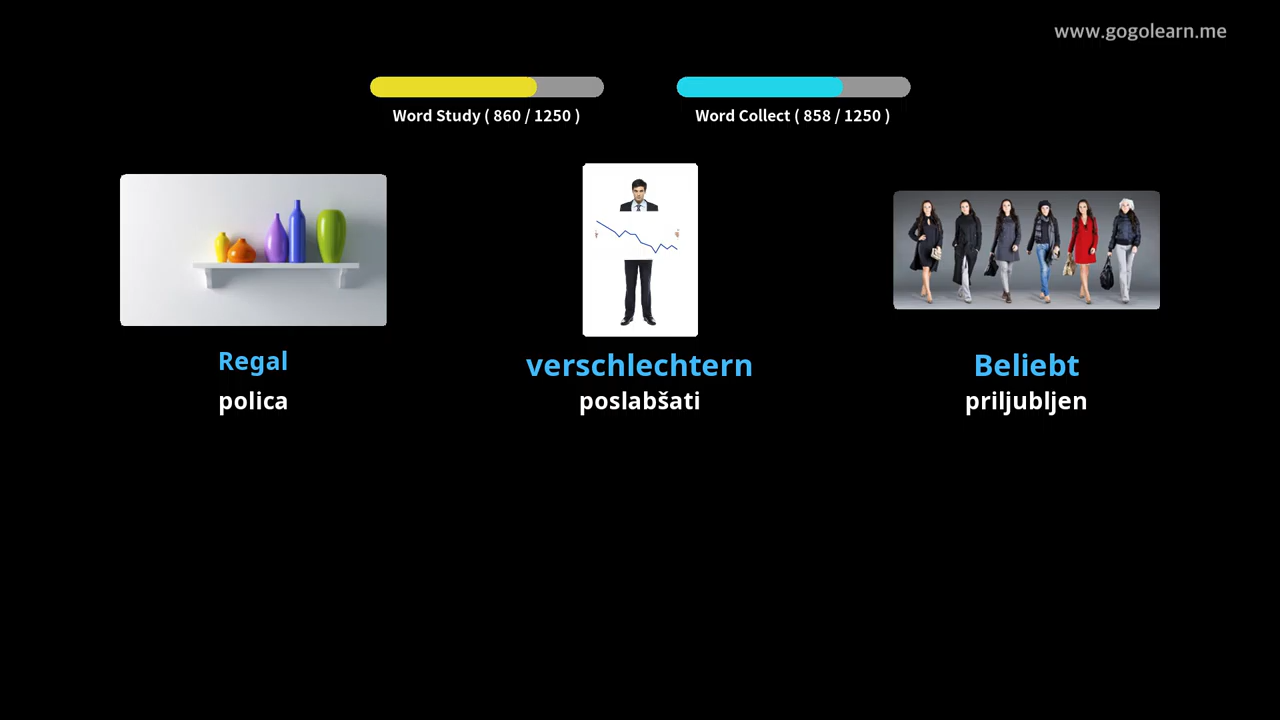 www.gogolearn.me
Word Study ( 860 / 1250 )
Word Collect ( 858 / 1250 )
Regal
polica
verschlechtern
poslabšati
Beliebt
priljubljen